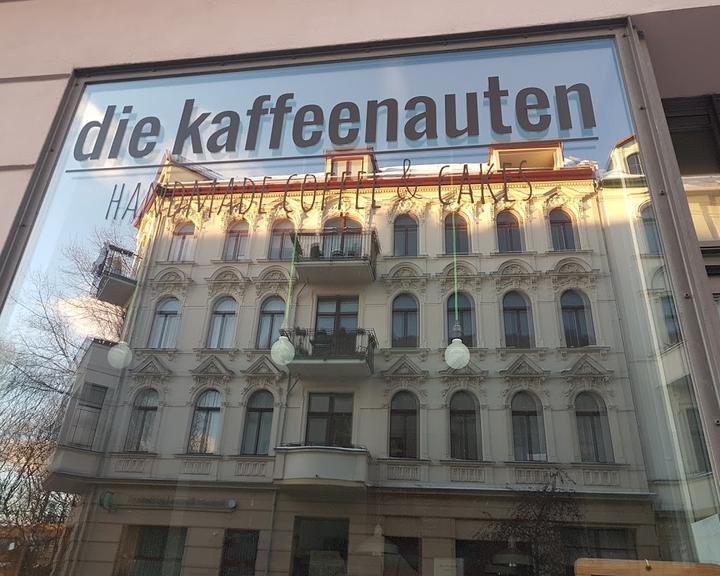 die kaffeenauten
HANDMADE COFFEE & CAKES